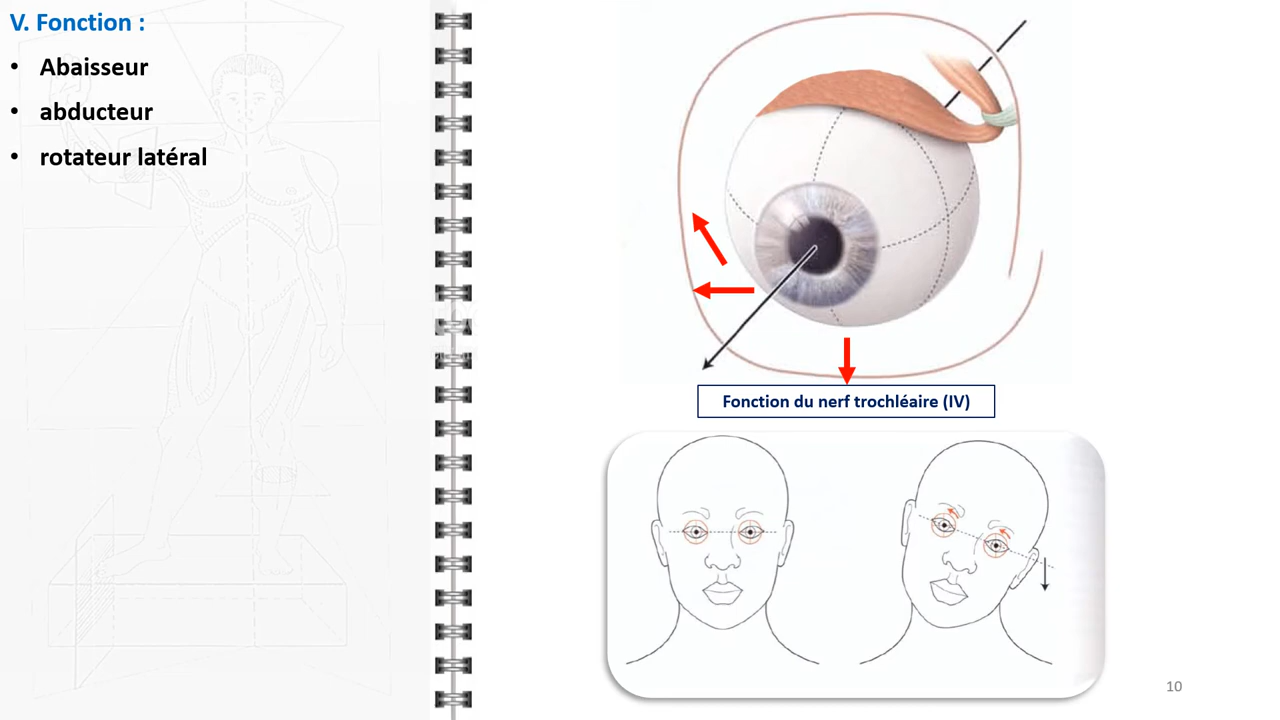 V. Fonction :
• Abaisseur
• abducteur
• rotateur latéral
Fonction du nerf trochléaire (IV)
10